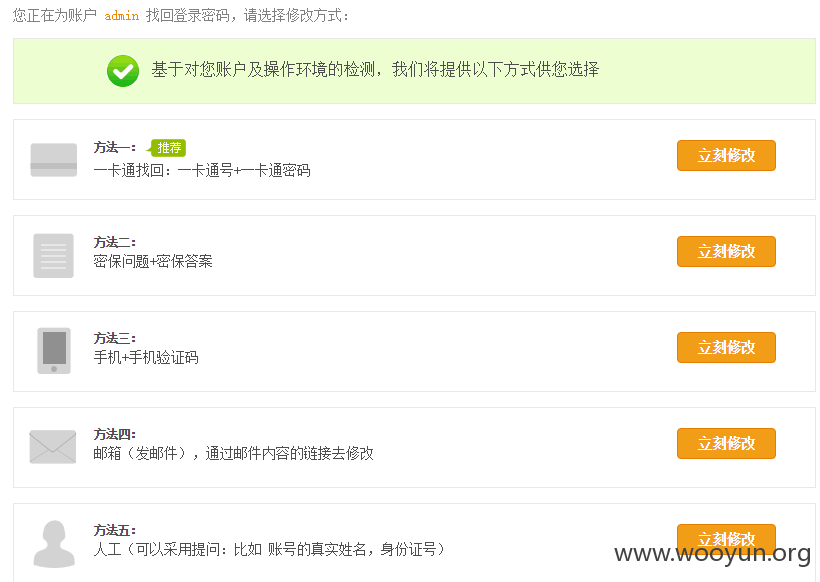 您正在为账户 admin 找回登录密码，请选择修改方式：
基于对您账户及操作环境的检测，我们将提供以下方式供您选择
方法一： 推荐
一卡通找回：一卡通号+一卡通密码
立刻修改
方法二：
密保问题+密保答案
立刻修改
方法三：
手机+手机验证码
立刻修改
方法四：
邮箱（发邮件），通过邮件内容的链接去修改
立刻修改
方法五：
人工（可以采用提问：比如 账号的真实姓名，身份证号）
立刻修改
www.wooyun.org